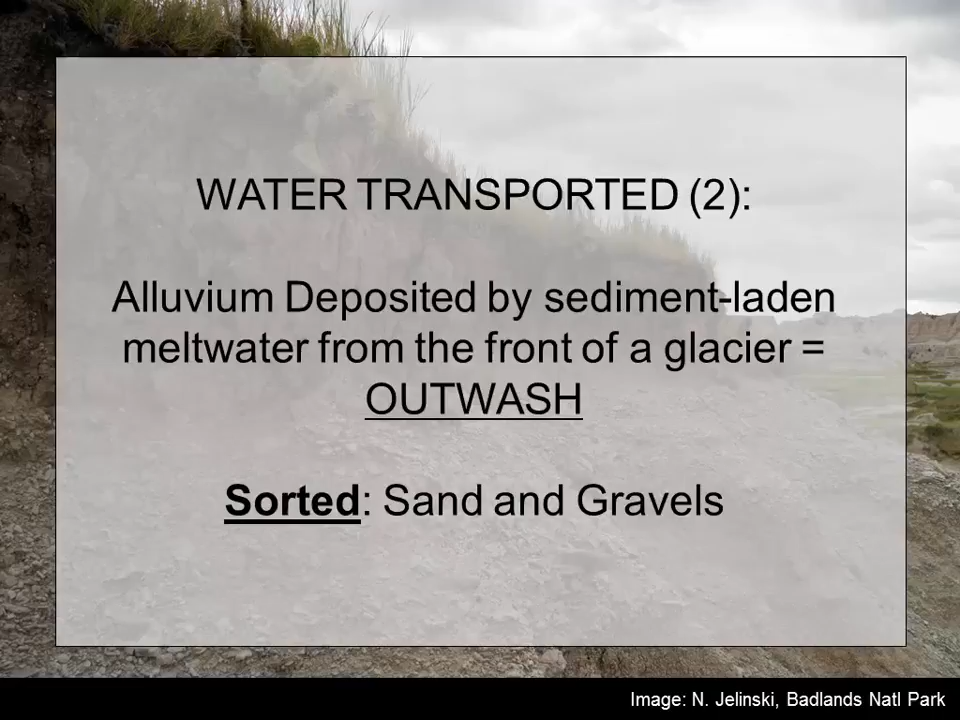 WATER TRANSPORTED (2):
Alluvium Deposited by sediment-laden
meltwater from the front of a glacier =
OUTWASH
Sorted: Sand and Gravels
Image: N. Jelinski, Badlands Natl Park